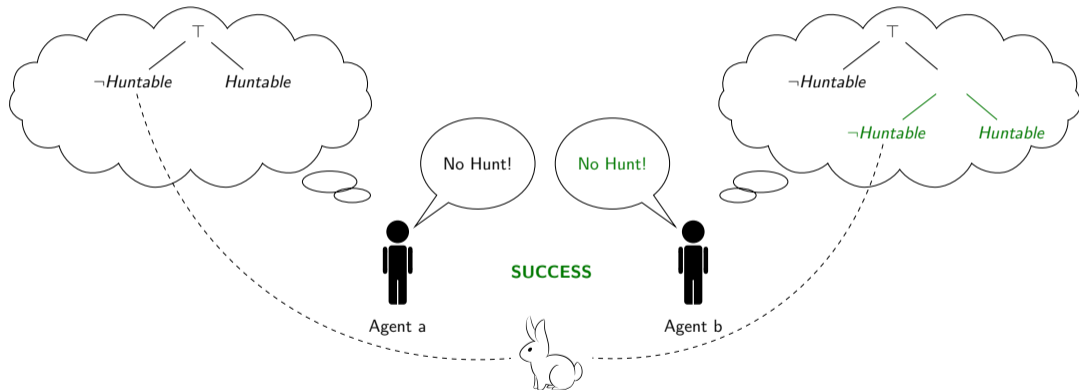 ⊤
¬Huntable
Huntable
⊤
¬Huntable
¬Huntable
Huntable
No Hunt!
No Hunt!
SUCCESS
Agent a
Agent b